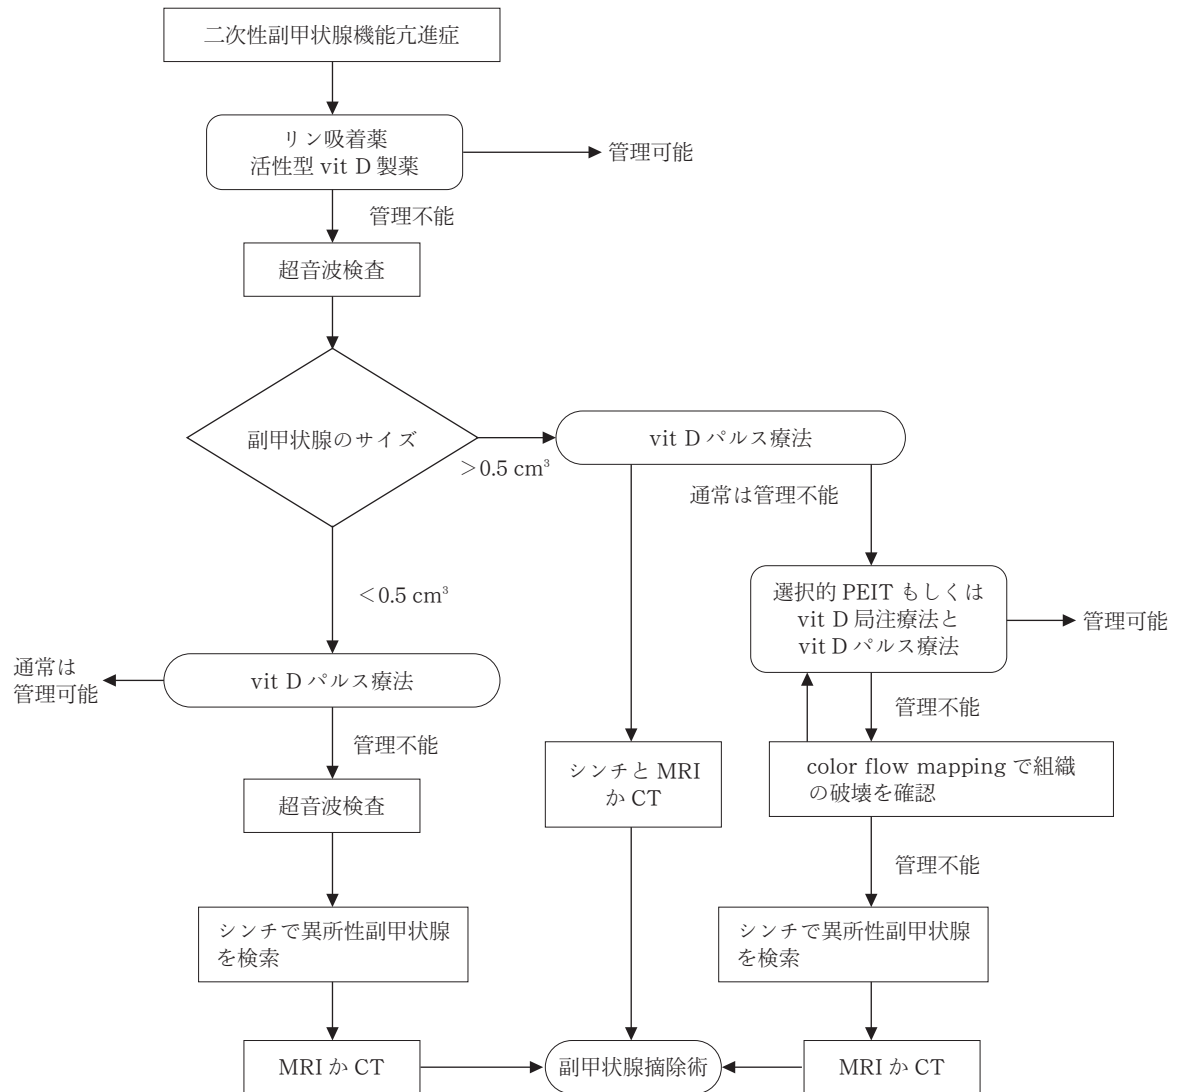 二次性副甲状腺機能亢進症
リン吸着薬
活性型 vit D 製薬
管理可能
管理不能
超音波検査
副甲状腺のサイズ
＞0.5 cm³
vit D パルス療法
通常は管理不能
＜0.5 cm³
選択的 PEIT もしくは
vit D 局注療法と
vit D パルス療法
管理可能
通常は
管理可能
vit D パルス療法
管理不能
管理不能
シンチと MRI
か CT
color flow mapping で組織
の破壊を確認
超音波検査
管理不能
シンチで異所性副甲状腺
を検索
シンチで異所性副甲状腺
を検索
MRI か CT
副甲状腺摘除術
MRI か CT